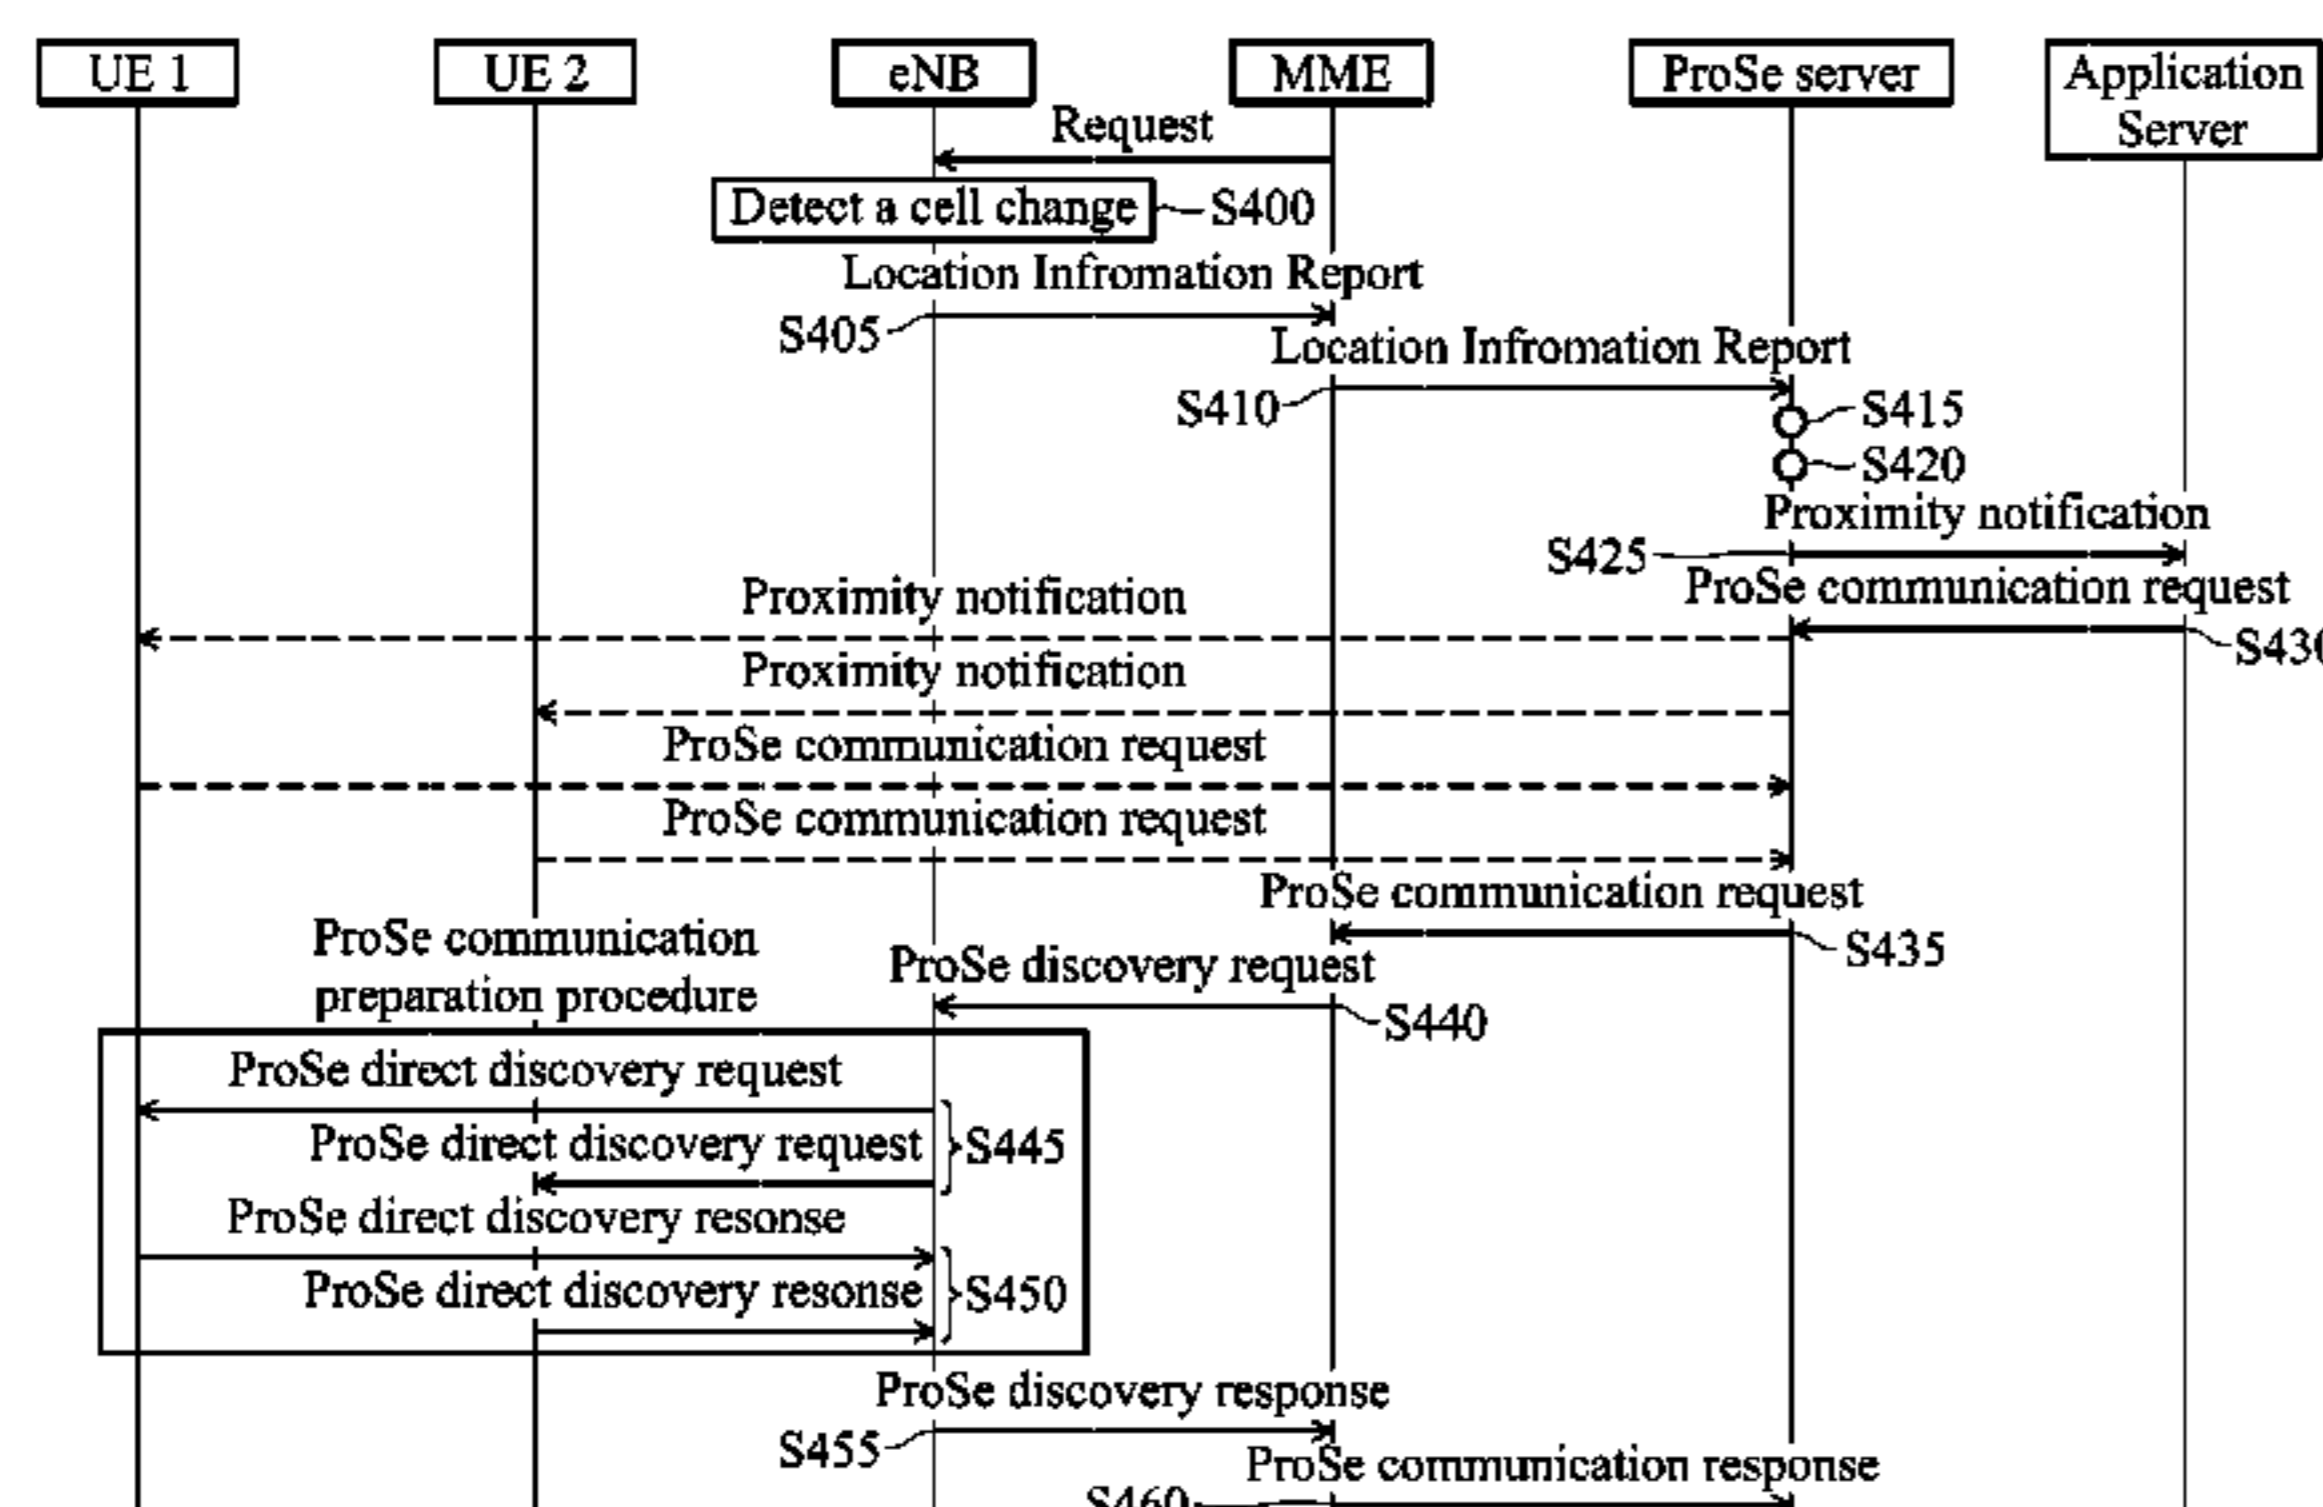 UE 1
UE 2
eNB
MME
ProSe server
Application
Server
Request
Detect a cell change
S400
Location Infromation Report
S405
Location Infromation Report
S410
S415
S420
Proximity notification
S425
ProSe communication request
S430
Proximity notification
Proximity notification
ProSe communication request
ProSe communication request
ProSe communication request
S435
ProSe communication
preparation procedure
ProSe discovery request
S440
ProSe direct discovery request
ProSe direct discovery request
S445
ProSe direct discovery resonse
ProSe direct discovery resonse
S450
ProSe discovery response
S455
ProSe communication response
S460